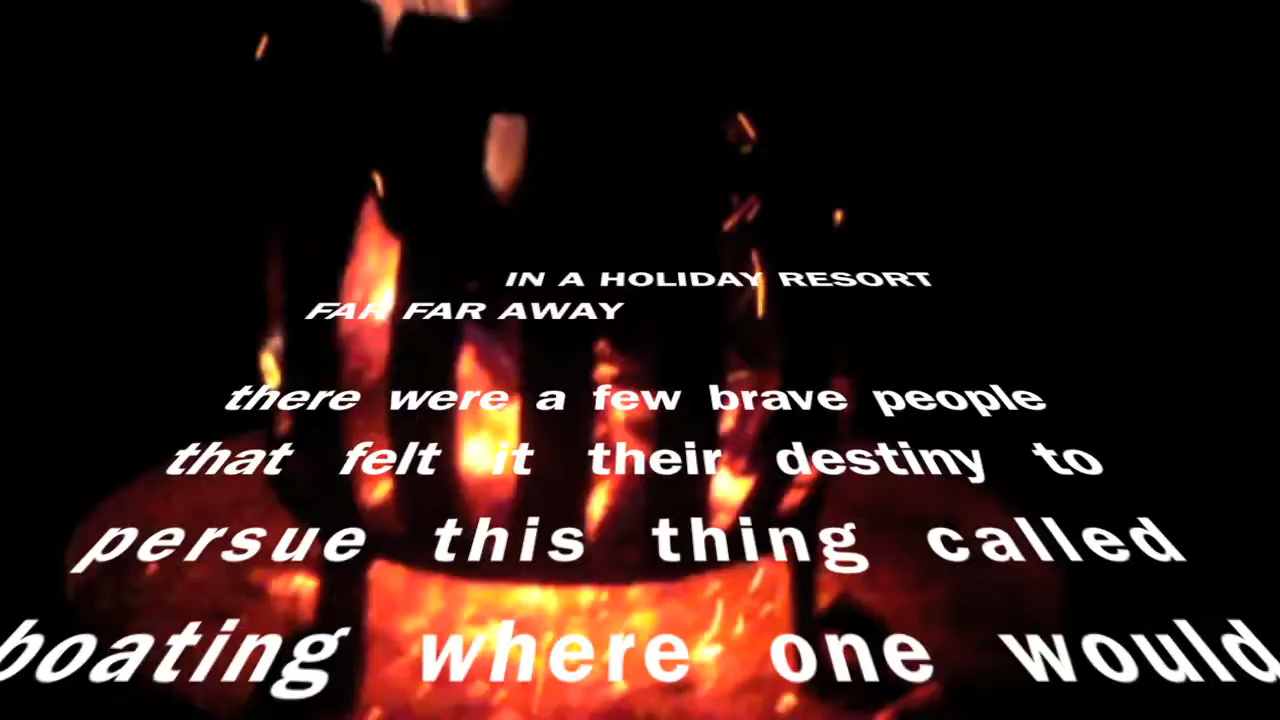 IN A HOLIDAY RESORT
FAR FAR AWAY
there were a few brave people
that felt it their destiny to
persue this thing called
boating where one would